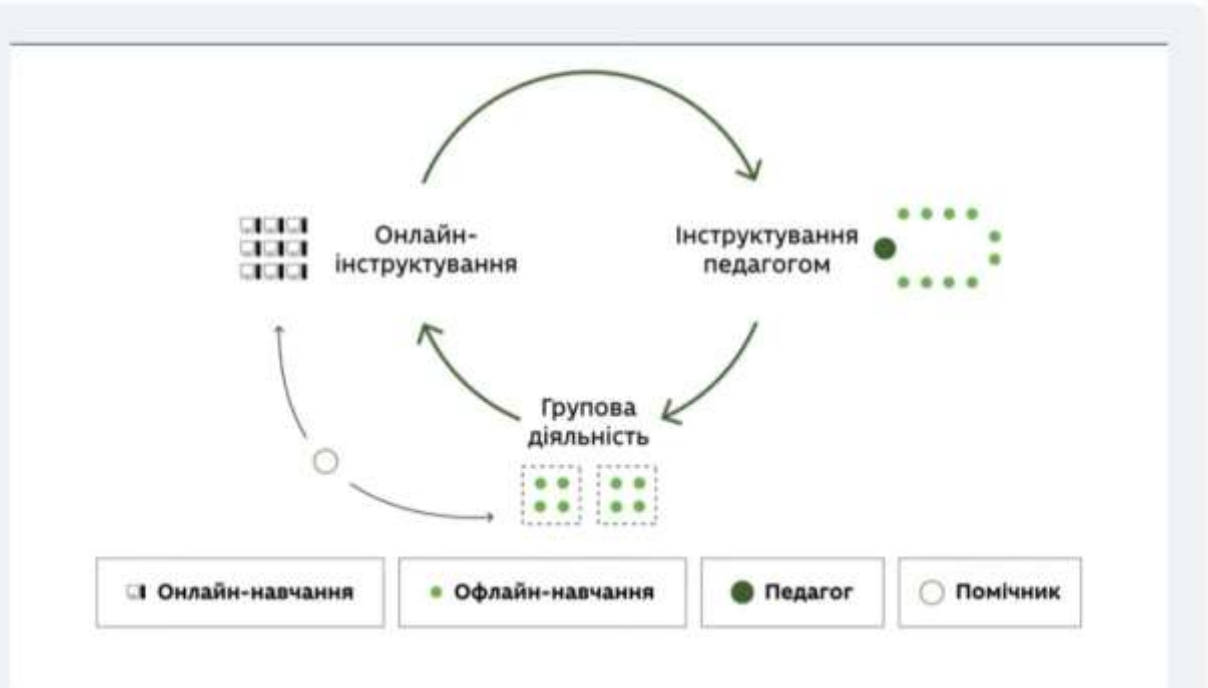 Онлайн-
інструктування
Інструктування
педагогом
Групова
діяльність
Онлайн-навчання
Офлайн-навчання
Педагог
Помічник